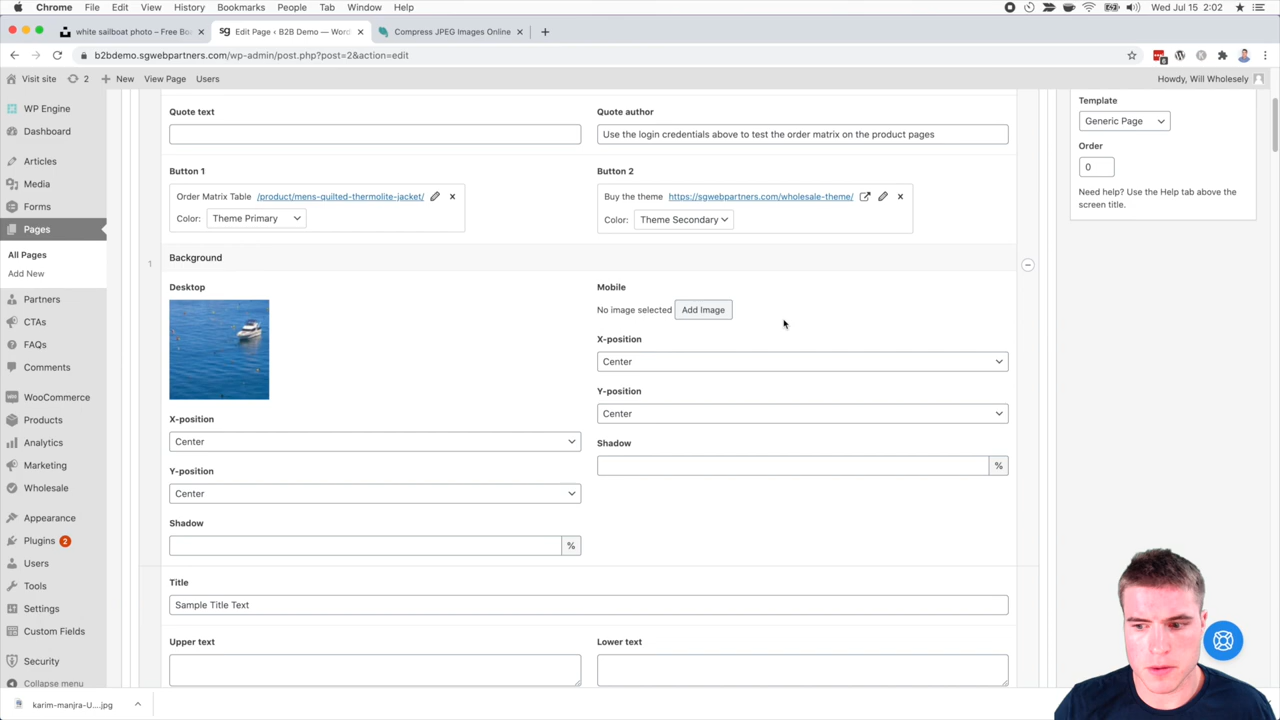 Chrome File Edit View History Bookmarks People Tab Window Help
Wed Jul 15 2:02
white sailboat photo – Free Bo
sg Edit Page ‹ B2B Demo — Word
Compress JPEG Images Online
b2bdemo.sgwebpartners.com/wp-admin/post.php?post=2&action=edit
6
Visit site 2 New View Page Users
Howdy, Will Wholesely
WP Engine
Dashboard
Articles
Media
Forms
Pages
All Pages
Add New
Partners
CTAs
FAQs
Comments
WooCommerce
Products
Analytics
Marketing
Wholesale
Appearance
Plugins 2
Users
Tools
Settings
Custom Fields
Security
Collapse menu
Quote text
Quote author
Use the login credentials above to test the order matrix on the product pages
Button 1
Order Matrix Table /product/mens-quilted-thermolite-jacket/
Color: Theme Primary
Button 2
Buy the theme https://sgwebpartners.com/wholesale-theme/
Color: Theme Secondary
1
Background
Desktop
X-position
Center
Y-position
Center
Shadow
%
Mobile
No image selected Add Image
X-position
Center
Y-position
Center
Shadow
%
Title
Sample Title Text
Upper text
Lower text
Template
Generic Page
Order
0
Need help? Use the Help tab above the
screen title.
karim-manjra-U....jpg